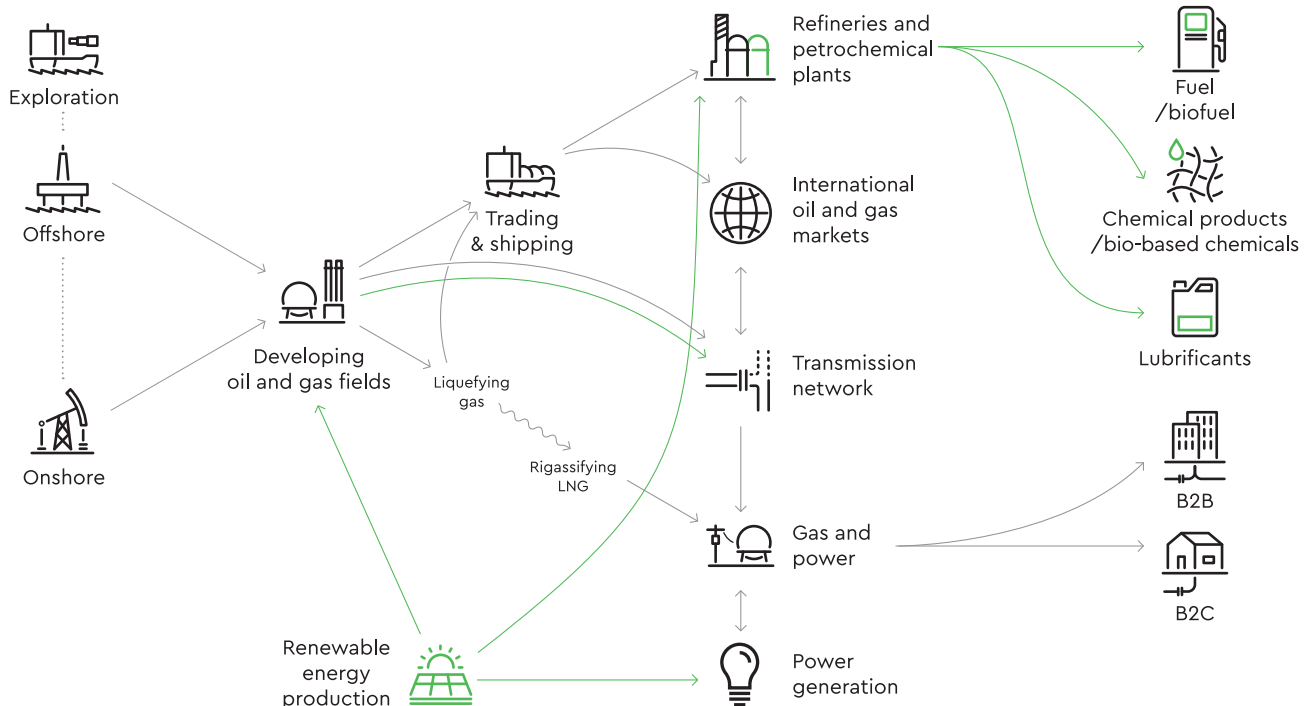 Exploration
Offshore
Onshore
Developing
oil and gas fields
Trading
& shipping
Liquefying
gas
Rigassifying
LNG
Renewable
energy
production
Refineries and
petrochemical
plants
International
oil and gas
markets
Transmission
network
Gas and
power
Power
generation
Fuel
/biofuel
Chemical products
/bio-based chemicals
Lubrificants
B2B
B2C